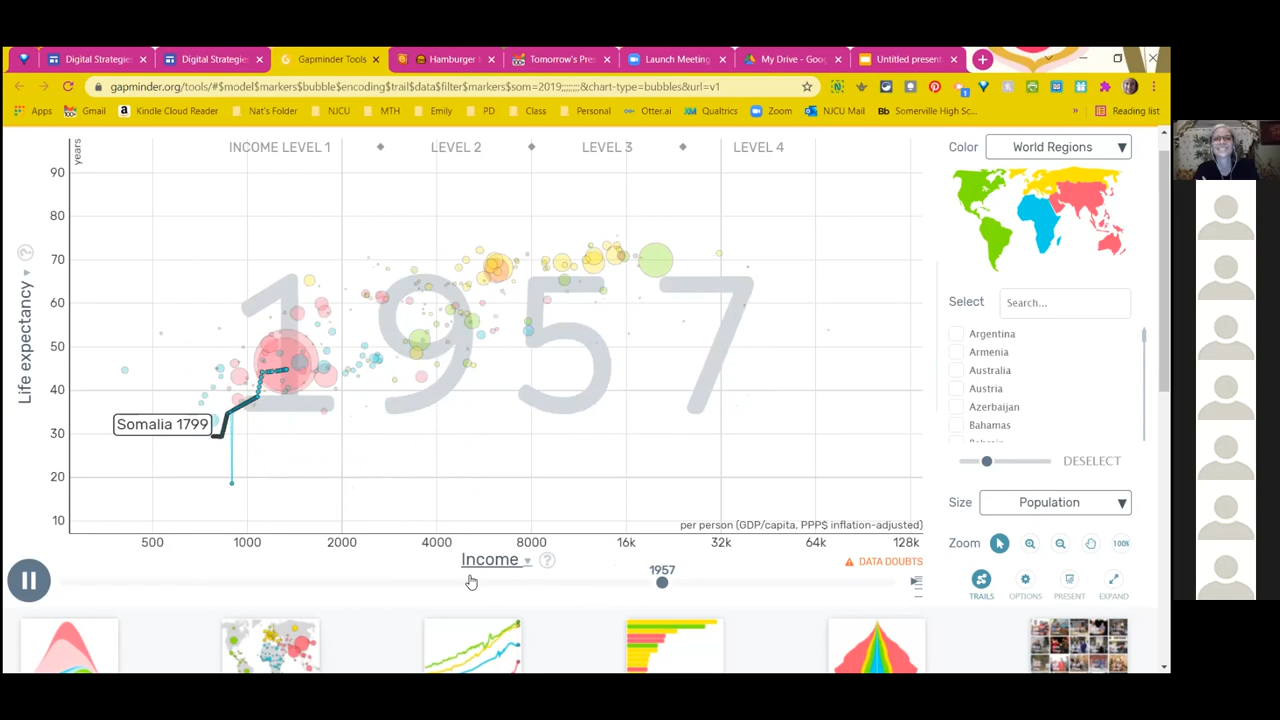 Digital Strategies
Digital Strategies
Gapminder Tools
Hamburger
Tomorrow's Pres
Launch Meeting
My Drive - Goog
Untitled present
gapminder.org/tools/#$model$markers$bubble$encoding$trail$data$filter$markers$som=2019;;;;;;;&chart-type=bubbles&url=v1
Apps
Gmail
Kindle Cloud Reader
Nat's Folder
NJCU
MTH
Emily
PD
Class
Personal
Otter.ai
Qualtrics
Zoom
NJCU Mail
Bb Somerville High Sc...
»
Reading list
years
INCOME LEVEL 1
LEVEL 2
LEVEL 3
LEVEL 4
Color
World Regions
90
80
70
60
50
40
30
20
10
Life expectancy
?
1957
Somalia 1799
per person (GDP/capita, PPP$ inflation-adjusted)
500
1000
2000
4000
8000
16k
32k
64k
128k
Income
?
DATA DOUBTS
1957
Select
Search...
Argentina
Armenia
Australia
Austria
Azerbaijan
Bahamas
DESELECT
Size
Population
Zoom
100%
TRAILS
OPTIONS
PRESENT
EXPAND